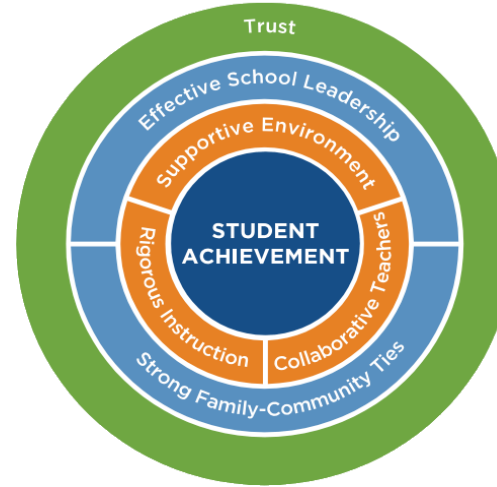 Trust
Effective School Leadership
Supportive Environment
STUDENT
ACHIEVEMENT
Rigorous Instruction
Collaborative Teachers
Strong Family-Community Ties